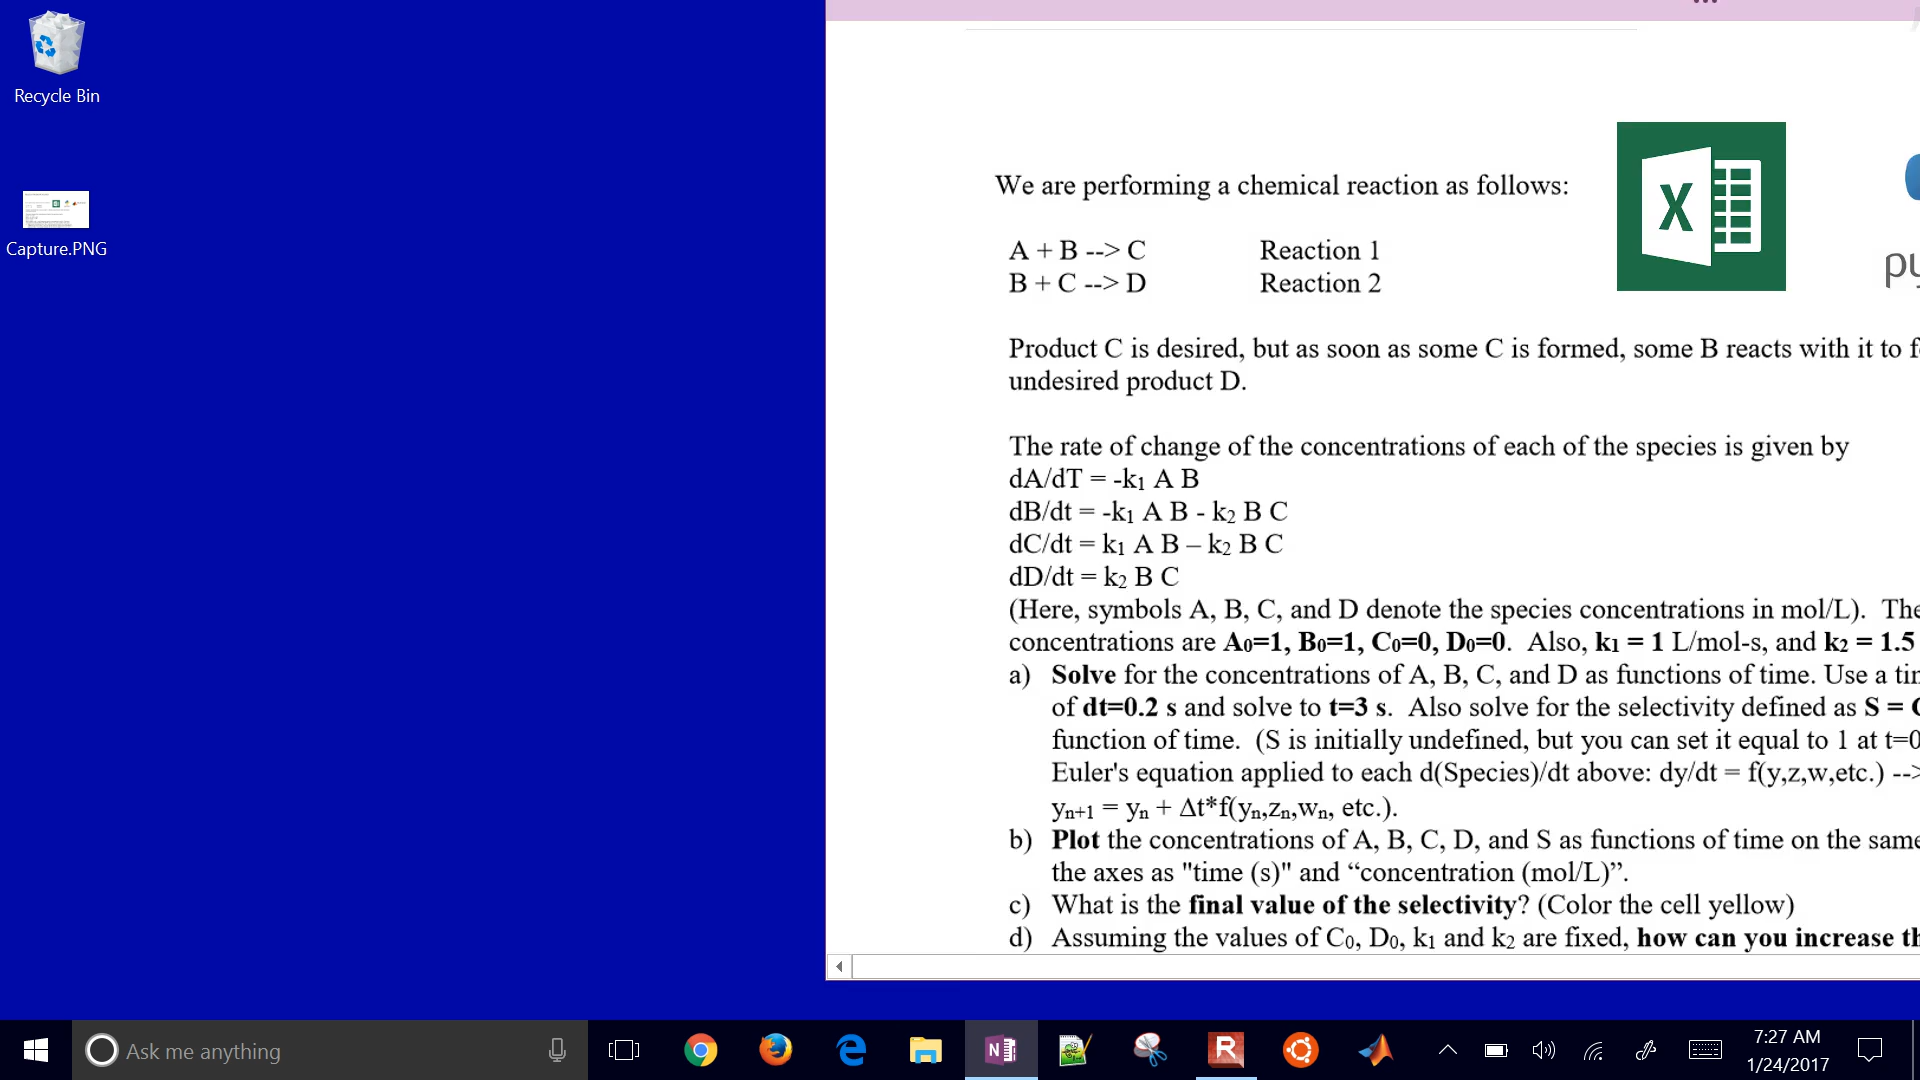 Recycle Bin
Capture.PNG
We are performing a chemical reaction as follows:
A + B --> C Reaction 1
B + C --> D Reaction 2
Product C is desired, but as soon as some C is formed, some B reacts with it to
undesired product D.
The rate of change of the concentrations of each of the species is given by
dA/dT = -k₁ A B
dB/dt = -k₁ A B - k₂ B C
dC/dt = k₁ A B – k₂ B C
dD/dt = k₂ B C
(Here, symbols A, B, C, and D denote the species concentrations in mol/L). The
concentrations are A₀=1, B₀=1, C₀=0, D₀=0. Also, k₁ = 1 L/mol-s, and k₂ = 1.5
a) Solve for the concentrations of A, B, C, and D as functions of time. Use a
of dt=0.2 s and solve to t=3 s. Also solve for the selectivity defined as S =
function of time. (S is initially undefined, but you can set it equal to 1 at t=0
Euler's equation applied to each d(Species)/dt above: dy/dt = f(y,z,w,etc.) -->
yₙ₊₁ = yₙ + Δt*f(yₙ,zₙ,wₙ, etc.).
b) Plot the concentrations of A, B, C, D, and S as functions of time on the same
the axes as "time (s)" and “concentration (mol/L)”.
c) What is the final value of the selectivity? (Color the cell yellow)
d) Assuming the values of C₀, D₀, k₁ and k₂ are fixed, how can you increase
Ask me anything
7:27 AM
1/24/2017